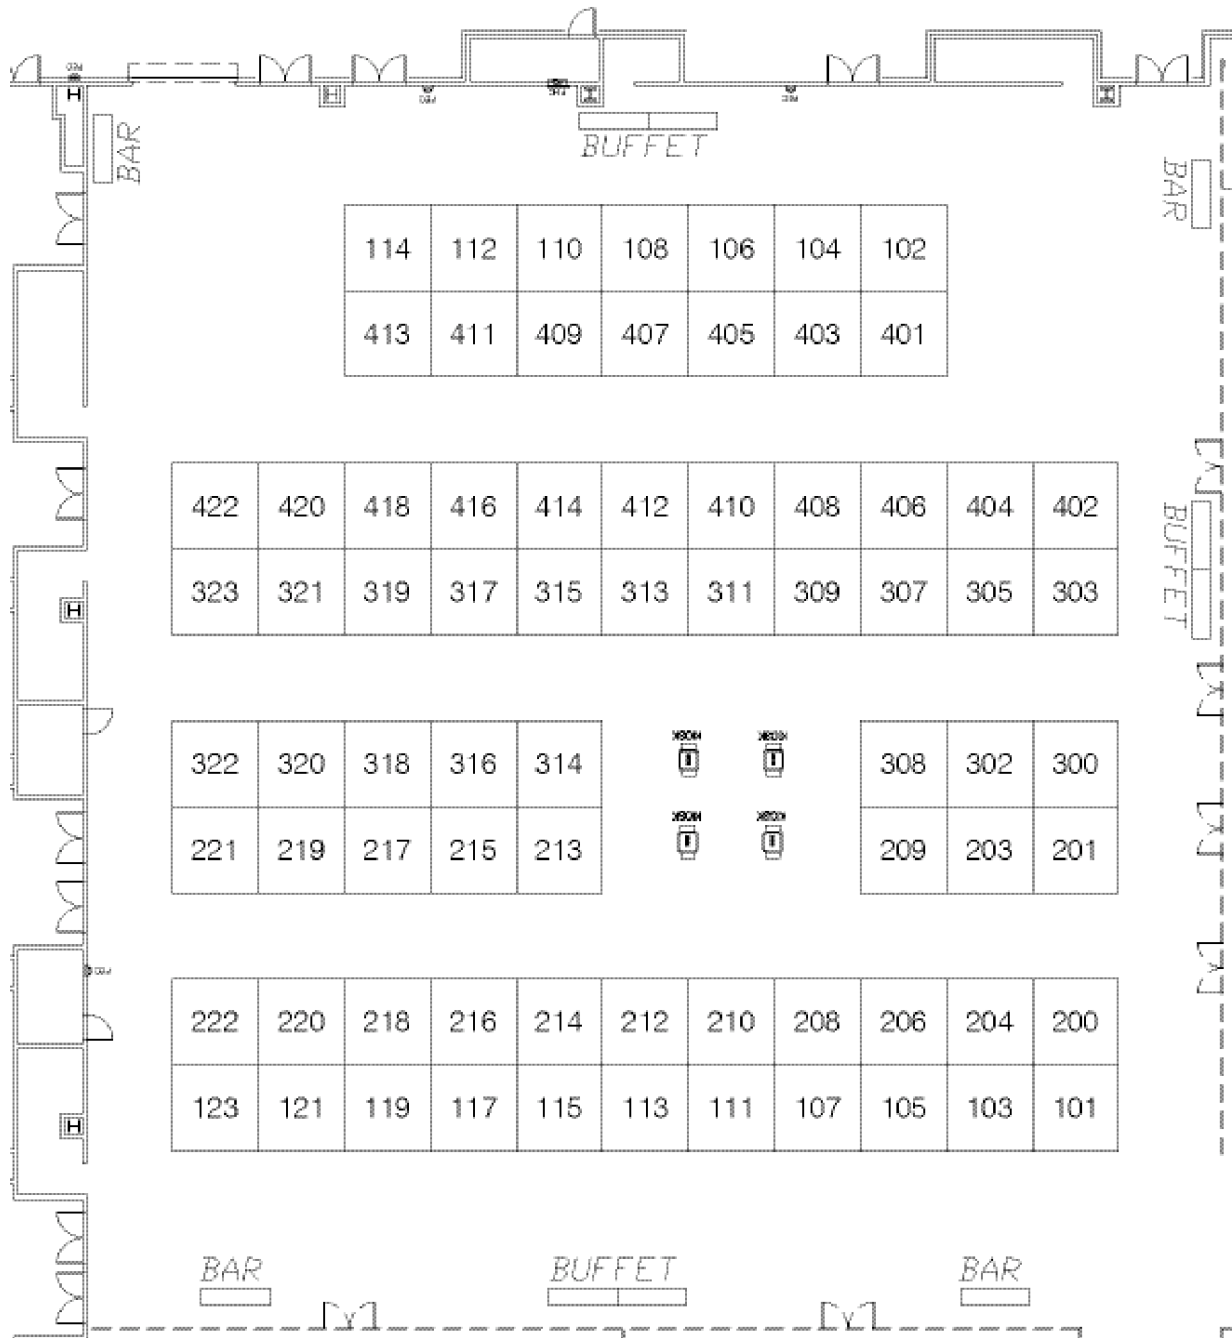 BAR
BUFFET
BAR
114 112 110 108 106 104 102
413 411 409 407 405 403 401
422 420 418 416 414 412 410 408 406 404 402
BUFFET
323 321 319 317 315 313 311 309 307 305 303
H
KIOSK KIOSK
322 320 318 316 314 308 302 300
KIOSK KIOSK
221 219 217 215 213 209 203 201
222 220 218 216 214 212 210 208 206 204 200
123 121 119 117 115 113 111 107 105 103 101
H
BAR BUFFET BAR